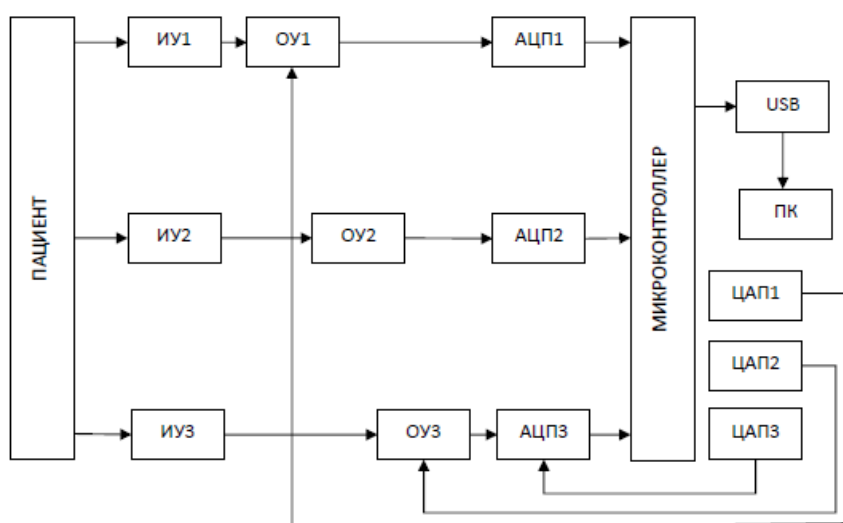 ПАЦИЕНТ
ИУ1
ОУ1
АЦП1
МИКРОКОНТРОЛЛЕР
USB
ПК
ИУ2
ОУ2
АЦП2
ЦАП1
ЦАП2
ИУ3
ОУ3
АЦП3
ЦАП3